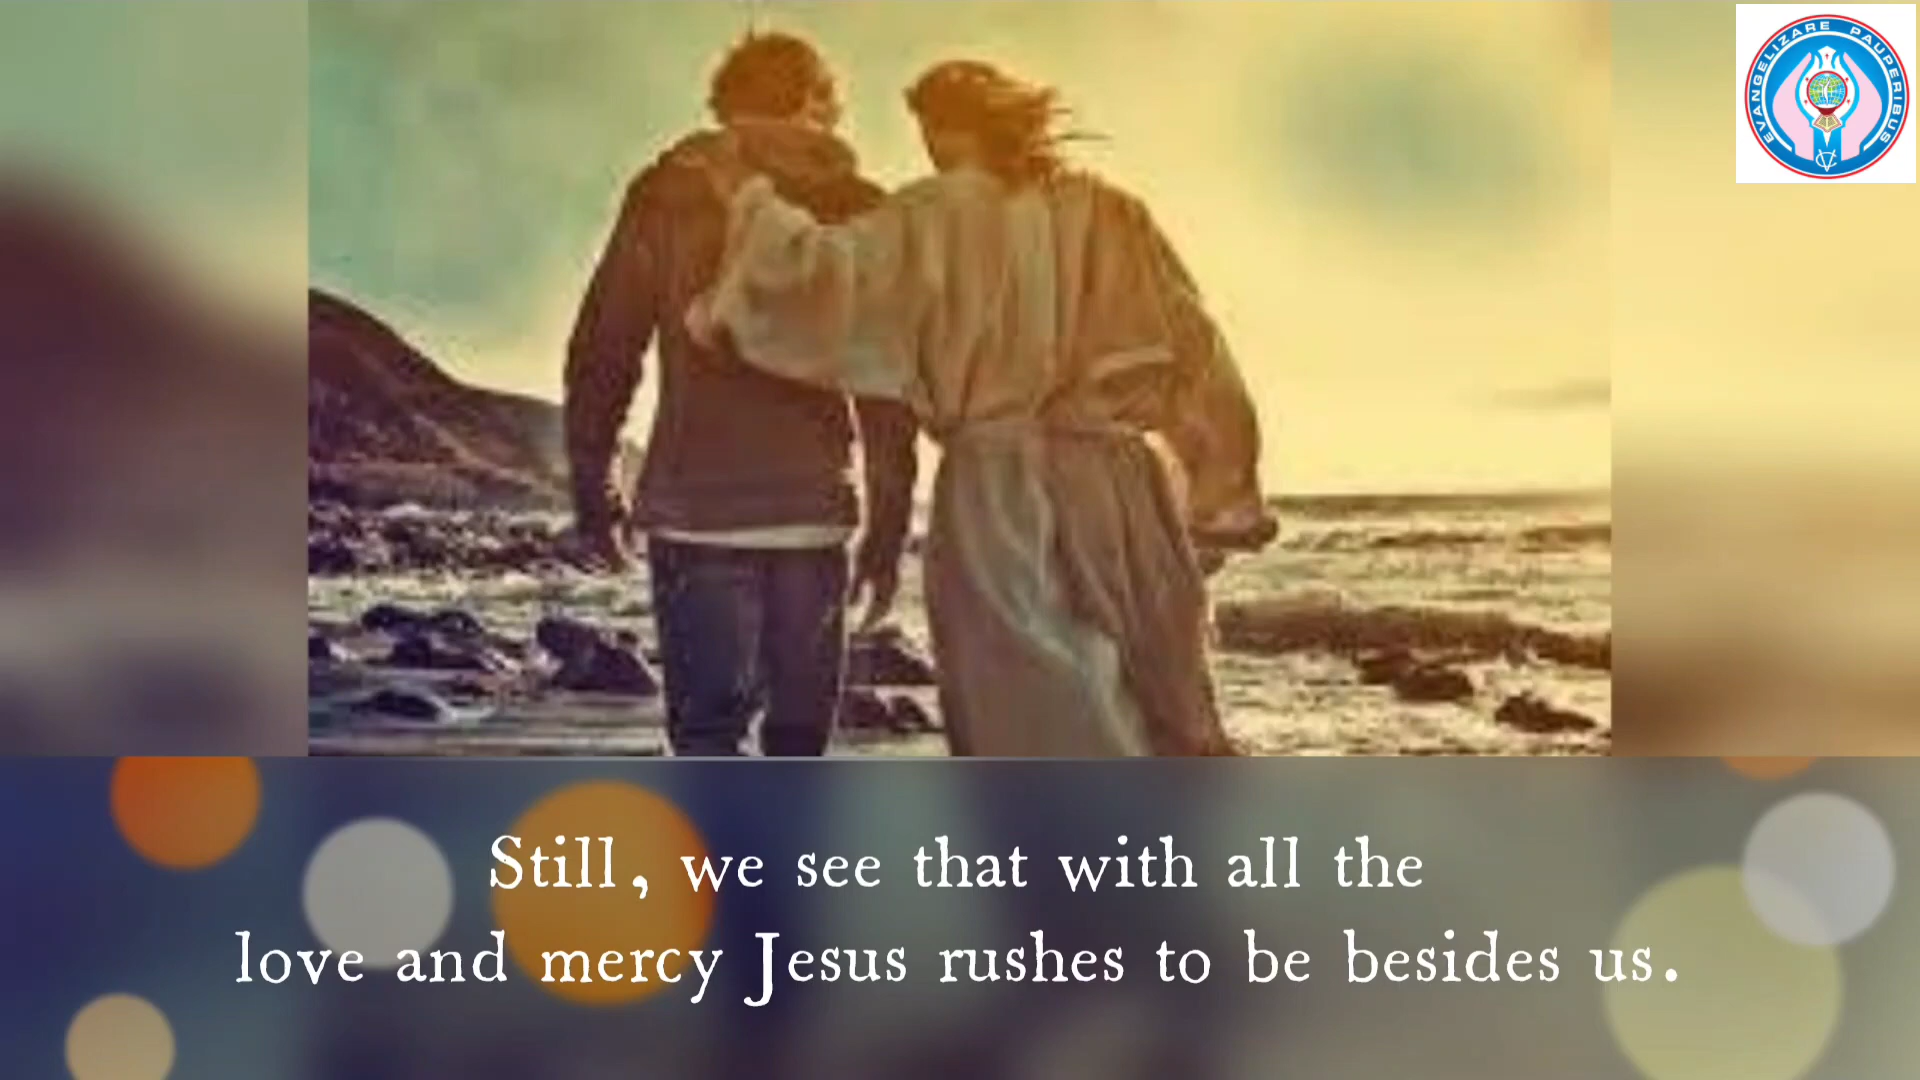 EVANGELIZARE PAUPERIBUS
Still, we see that with all the
love and mercy Jesus rushes to be besides us.